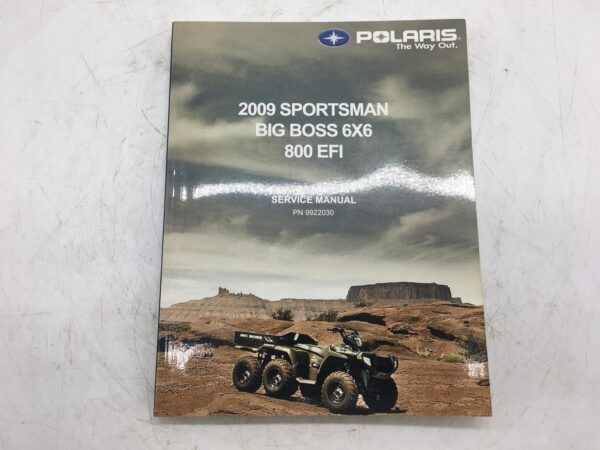 POLARIS
The Way Out.
2009 SPORTSMAN
BIG BOSS 6X6
800 EFI
SERVICE MANUAL
PN 9922030